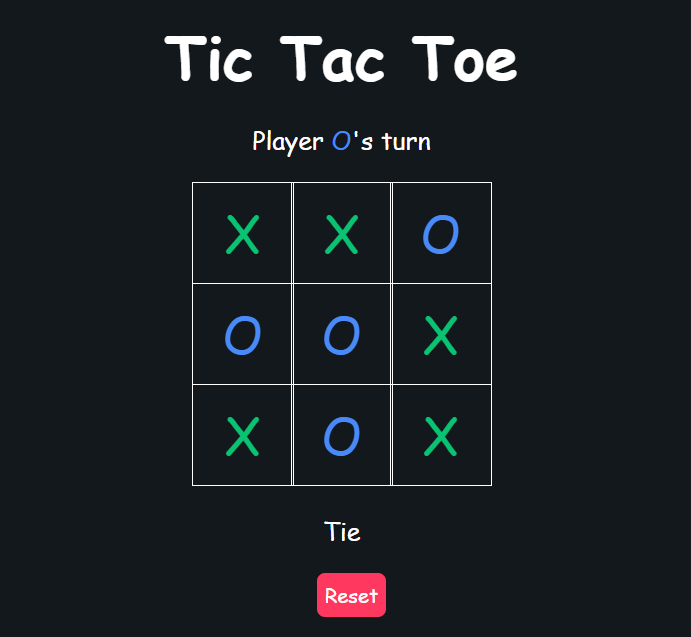 Tic Tac Toe
Player O's turn
X X O
O O X
X O X
Tie
Reset